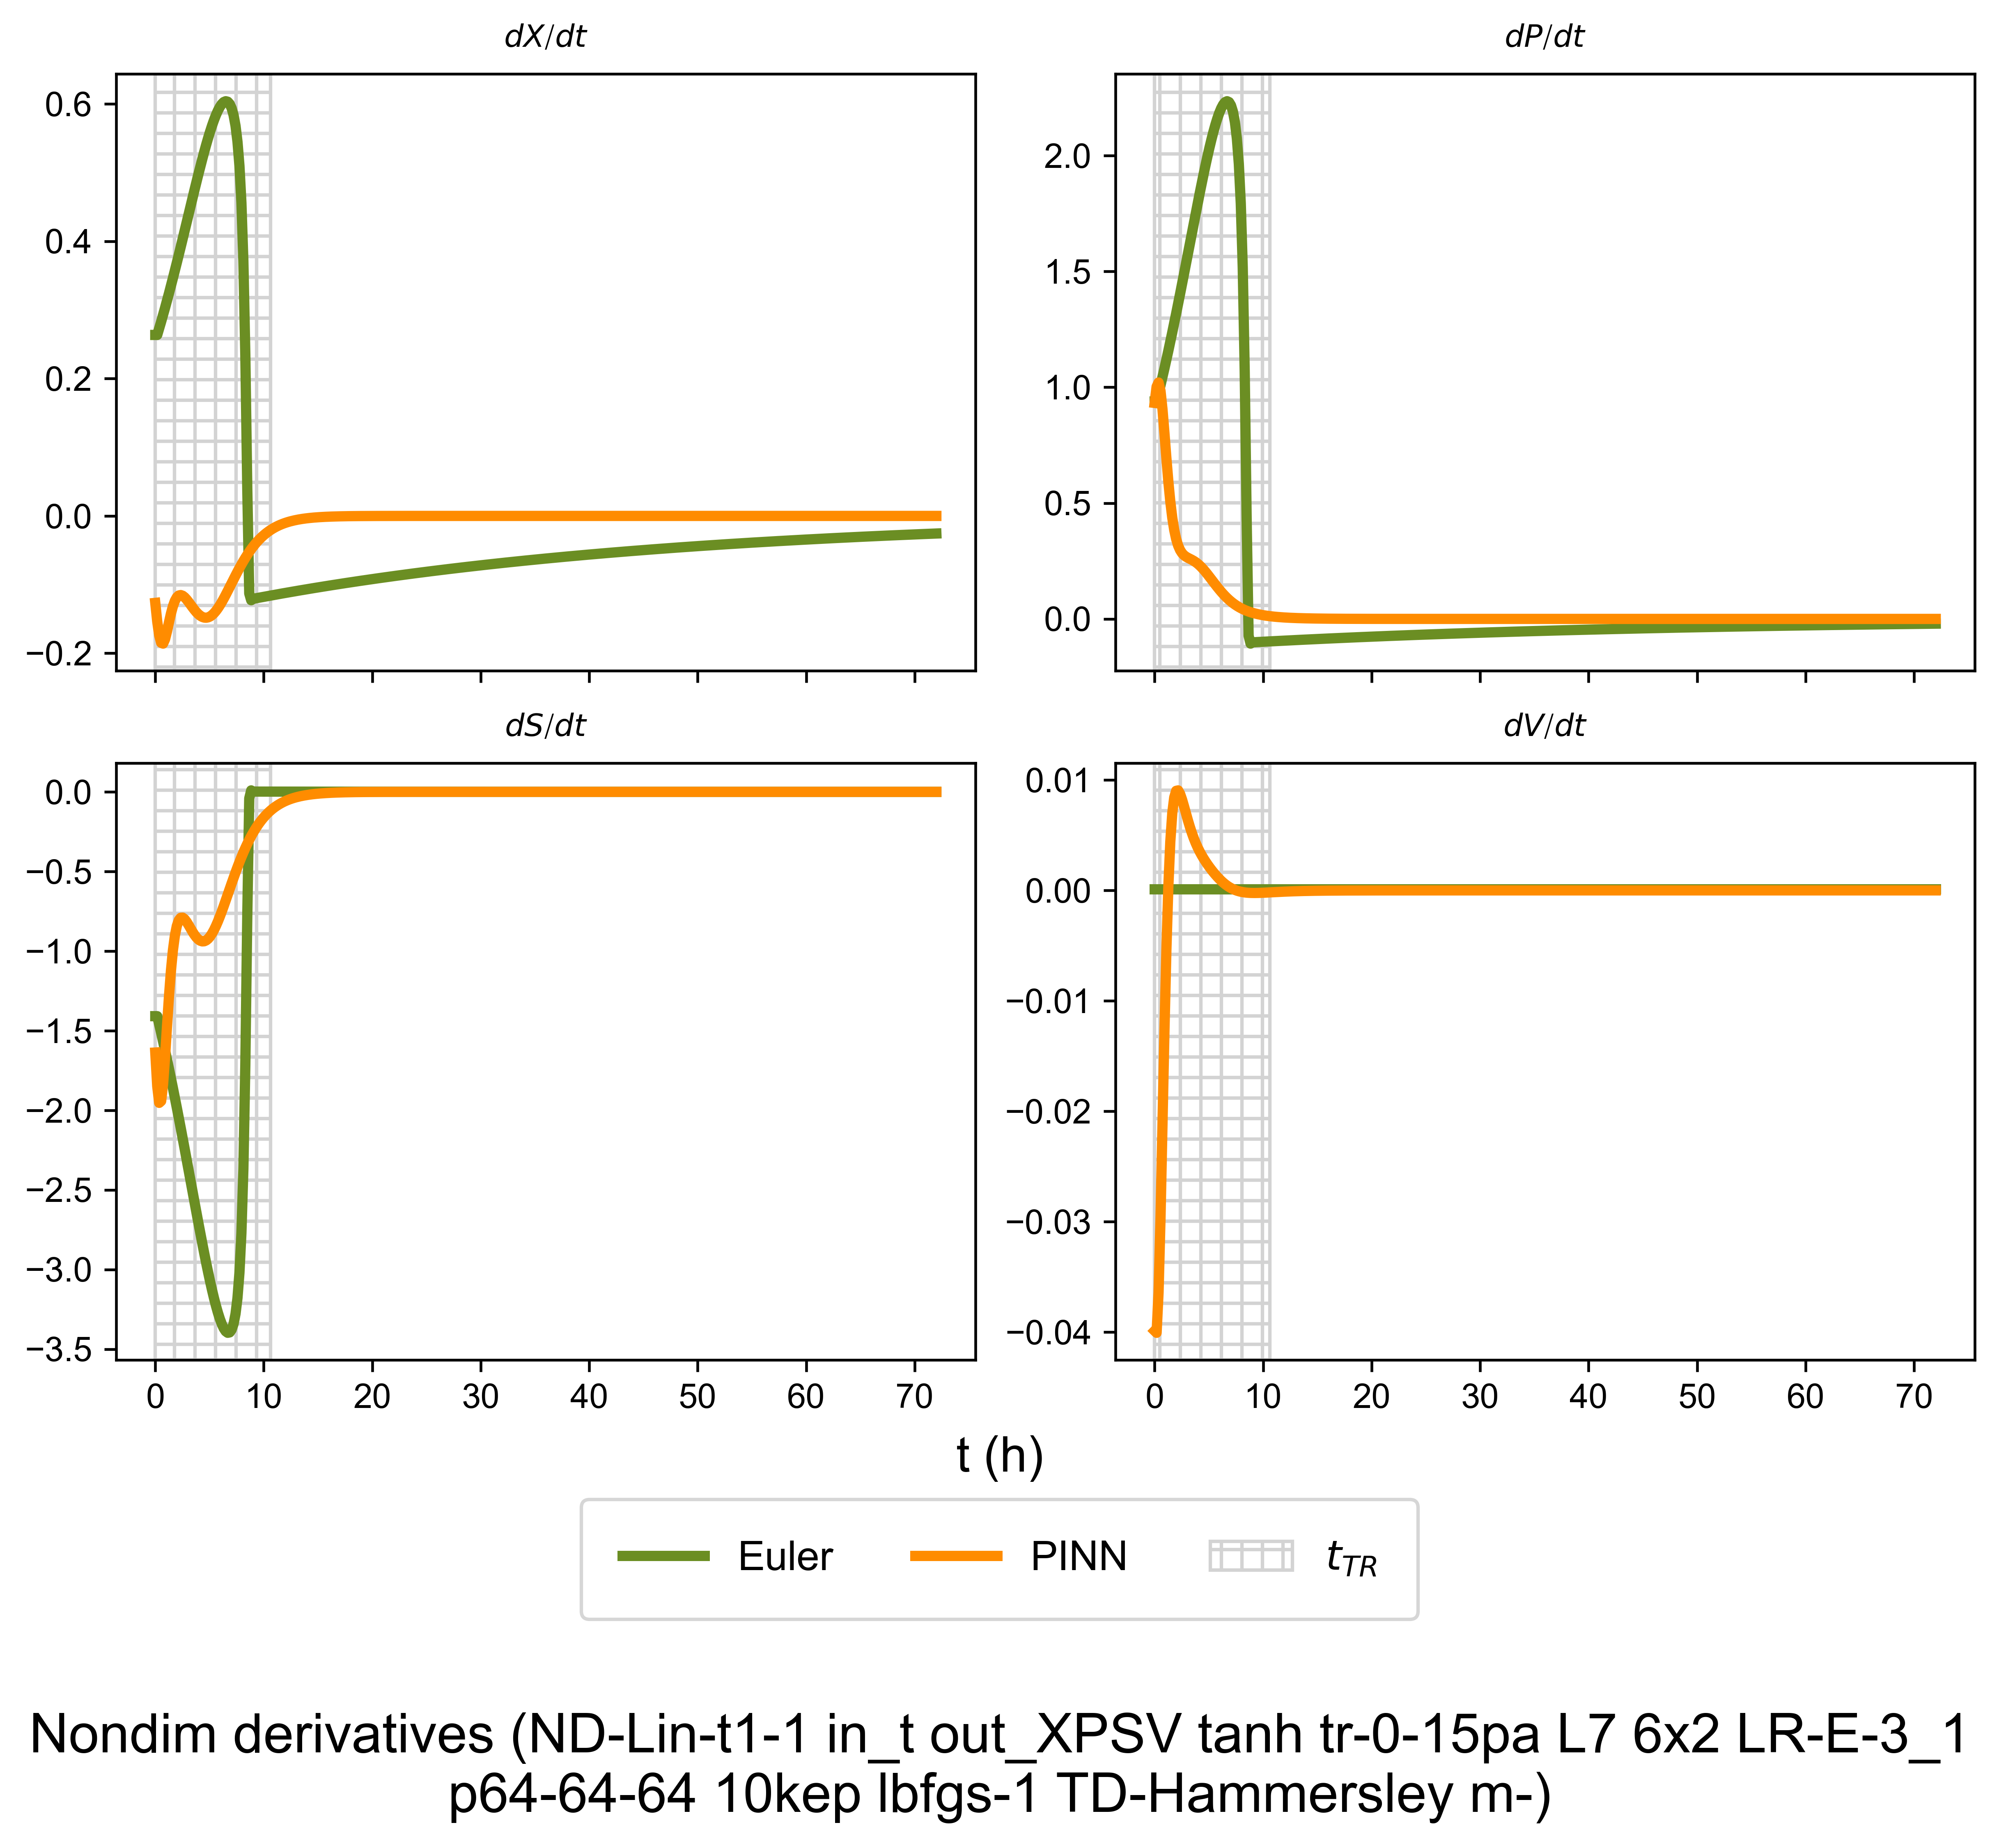 dX/dt
dP/dt
0.6
0.4
0.2
0.0
−0.2
2.0
1.5
1.0
0.5
0.0
dS/dt
dV/dt
0.0
−0.5
−1.0
−1.5
−2.0
−2.5
−3.0
−3.5
0 10 20 30 40 50 60 70
0.01
0.00
−0.01
−0.02
−0.03
−0.04
0 10 20 30 40 50 60 70
t (h)
Euler PINN t_TR
Nondim derivatives (ND-Lin-t1-1 in_t out_XPSV tanh tr-0-15pa L7 6x2 LR-E-3_1
p64-64-64 10kep lbfgs-1 TD-Hammersley m-)